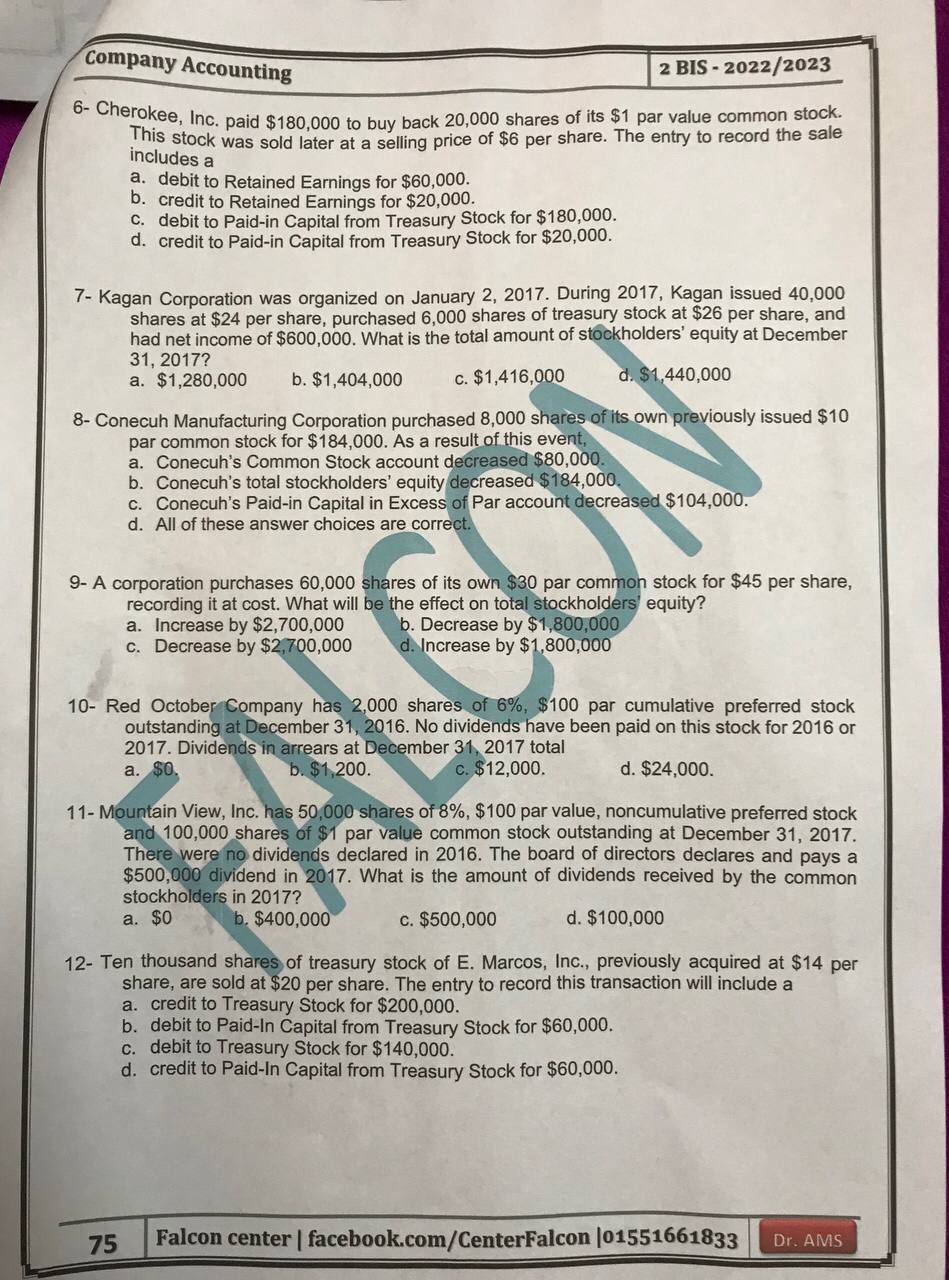 Company Accounting
2 BIS - 2022/2023
6- Cherokee, Inc. paid $180,000 to buy back 20,000 shares of its $1 par value common stock.
This stock was sold later at a selling price of $6 per share. The entry to record the sale
includes a
a. debit to Retained Earnings for $60,000.
b. credit to Retained Earnings for $20,000.
c. debit to Paid-in Capital from Treasury Stock for $180,000.
d. credit to Paid-in Capital from Treasury Stock for $20,000.
7- Kagan Corporation was organized on January 2, 2017. During 2017, Kagan issued 40,000
shares at $24 per share, purchased 6,000 shares of treasury stock at $26 per share, and
had net income of $600,000. What is the total amount of stockholders' equity at December
31, 2017?
a. $1,280,000 b. $1,404,000 c. $1,416,000 d. $1,440,000
8- Conecuh Manufacturing Corporation purchased 8,000 shares of its own previously issued $10
par common stock for $184,000. As a result of this event,
a. Conecuh's Common Stock account decreased $80,000.
b. Conecuh's total stockholders' equity decreased $184,000.
c. Conecuh's Paid-in Capital in Excess of Par account decreased $104,000.
d. All of these answer choices are correct.
9- A corporation purchases 60,000 shares of its own $30 par common stock for $45 per share,
recording it at cost. What will be the effect on total stockholders' equity?
a. Increase by $2,700,000 b. Decrease by $1,800,000
c. Decrease by $2,700,000 d. Increase by $1,800,000
10- Red October Company has 2,000 shares of 6%, $100 par cumulative preferred stock
outstanding at December 31, 2016. No dividends have been paid on this stock for 2016 or
2017. Dividends in arrears at December 31, 2017 total
a. $0. b. $1,200. c. $12,000. d. $24,000.
11- Mountain View, Inc. has 50,000 shares of 8%, $100 par value, noncumulative preferred stock
and 100,000 shares of $1 par value common stock outstanding at December 31, 2017.
There were no dividends declared in 2016. The board of directors declares and pays a
$500,000 dividend in 2017. What is the amount of dividends received by the common
stockholders in 2017?
a. $0 b. $400,000 c. $500,000 d. $100,000
12- Ten thousand shares of treasury stock of E. Marcos, Inc., previously acquired at $14 per
share, are sold at $20 per share. The entry to record this transaction will include a
a. credit to Treasury Stock for $200,000.
b. debit to Paid-In Capital from Treasury Stock for $60,000.
c. debit to Treasury Stock for $140,000.
d. credit to Paid-In Capital from Treasury Stock for $60,000.
FALCON
75
Falcon center | facebook.com/CenterFalcon |01551661833
Dr. AMS